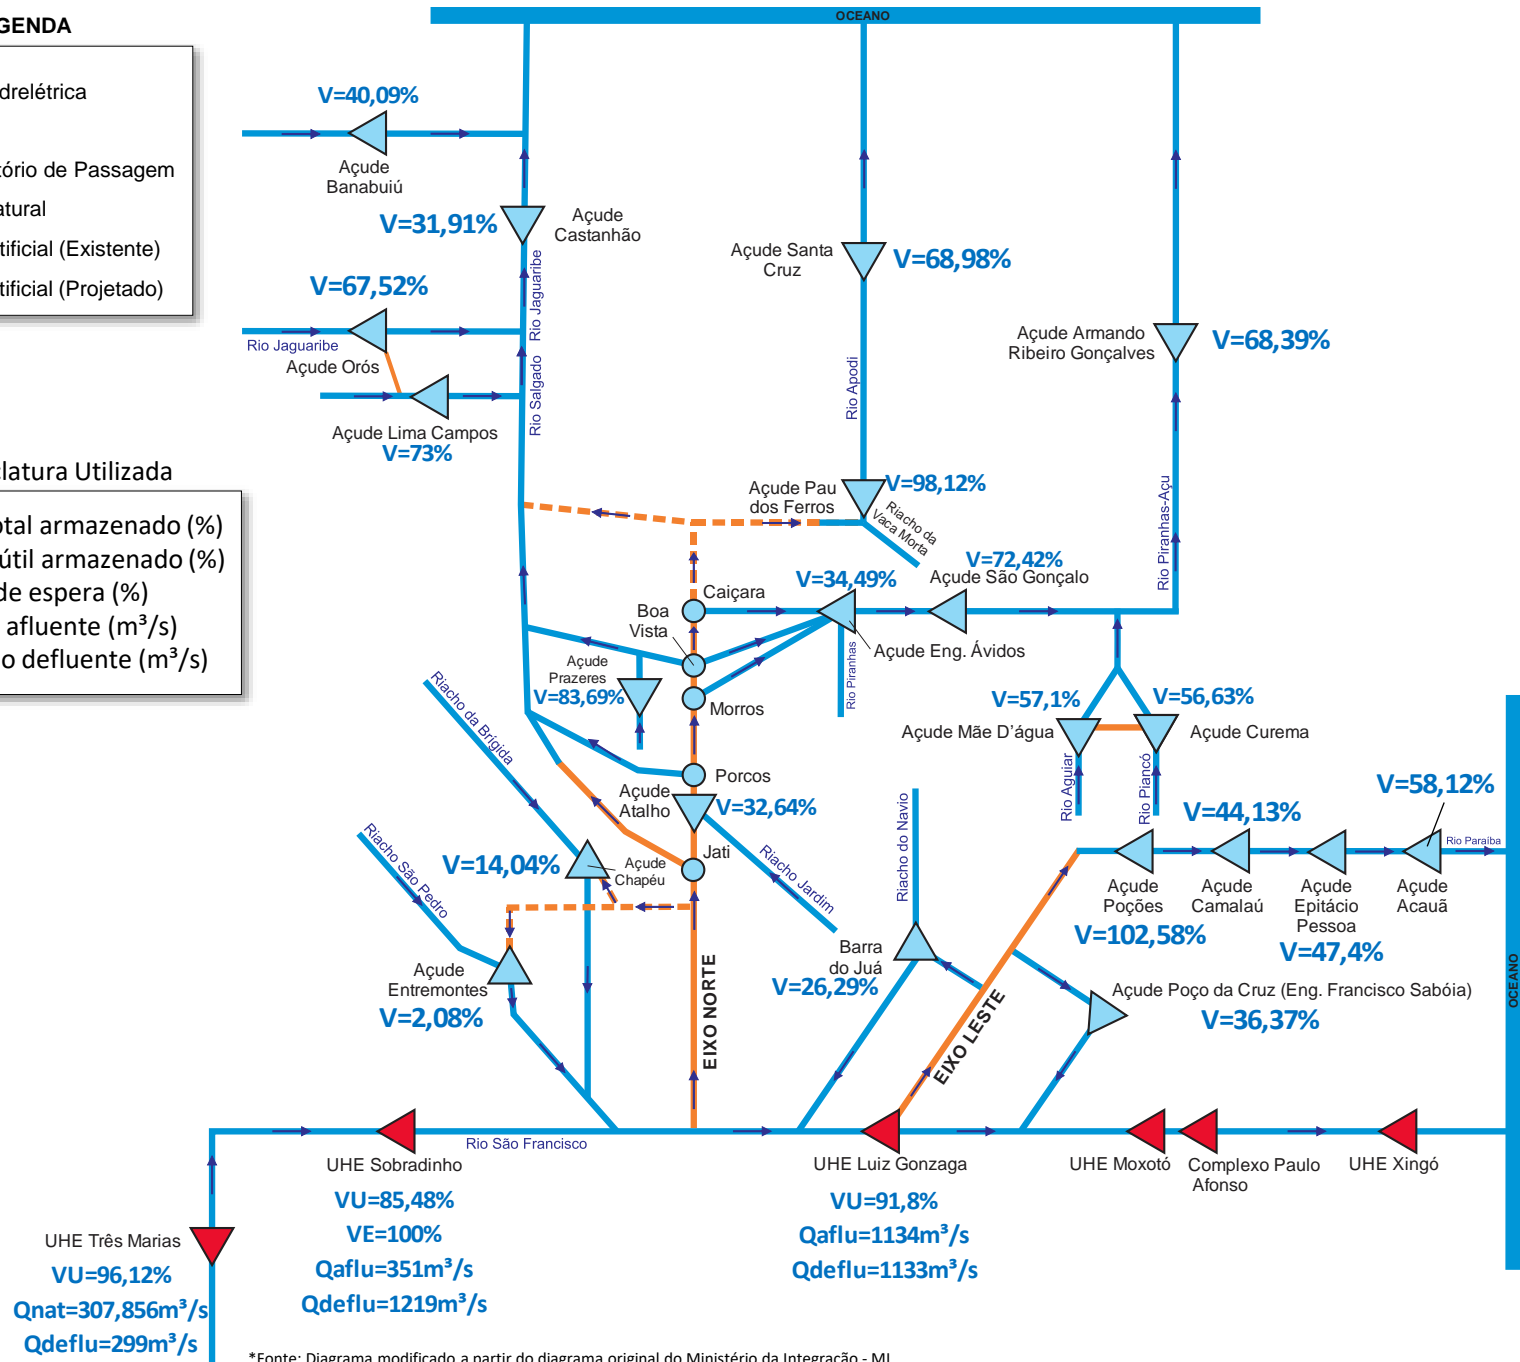 GENDA
drelétrica
tório de Passagem
atural
tificial (Existente)
tificial (Projetado)
clatura Utilizada
otal armazenado (%)
útil armazenado (%)
de espera (%)
afluente (m³/s)
o defluente (m³/s)
OCEANO
V=40,09%
Açude
Banabuiú
V=31,91%
Açude
Castanhão
V=67,52%
Rio Jaguaribe
Rio Jaguaribe
Açude Orós
Rio Salgado
Açude Lima Campos
V=73%
Açude Santa
Cruz
V=68,98%
Rio Apodi
Açude Armando
Ribeiro Gonçalves
V=68,39%
Rio Piranhas-Açu
Açude Pau
dos Ferros
V=98,12%
Riacho da
Vaca Morta
V=72,42%
Açude São Gonçalo
V=34,49%
Açude Eng. Ávidos
Rio Piranhas
Caiçara
Boa
Vista
Morros
Açude
Prazeres
V=83,69%
Porcos
Açude
Atalho
V=32,64%
Jati
Riacho Jardim
Riacho da Brígida
Riacho São Pedro
V=14,04%
Açude
Chapéu
Açude
Entremontes
V=2,08%
EIXO NORTE
V=57,1%
V=56,63%
Açude Mãe D'água
Açude Curema
Rio Aguiar
Rio Piancó
V=58,12%
V=44,13%
Rio Paraiba
Açude
Poções
V=102,58%
Açude
Camalaú
Açude
Epitácio
Pessoa
V=47,4%
Açude
Acauã
Riacho do Navio
Barra
do Juá
V=26,29%
EIXO LESTE
Açude Poço da Cruz (Eng. Francisco Sabóia)
V=36,37%
OCEANO
Rio São Francisco
UHE Sobradinho
VU=85,48%
VE=100%
Qaflu=351m³/s
Qdeflu=1219m³/s
UHE Luiz Gonzaga
VU=91,8%
Qaflu=1134m³/s
Qdeflu=1133m³/s
UHE Moxotó
Complexo Paulo
Afonso
UHE Xingó
UHE Três Marias
VU=96,12%
Qnat=307,856m³/s
Qdeflu=299m³/s
*Fonte: Diagrama modificado a partir do diagrama original do Ministério da Integração - MI